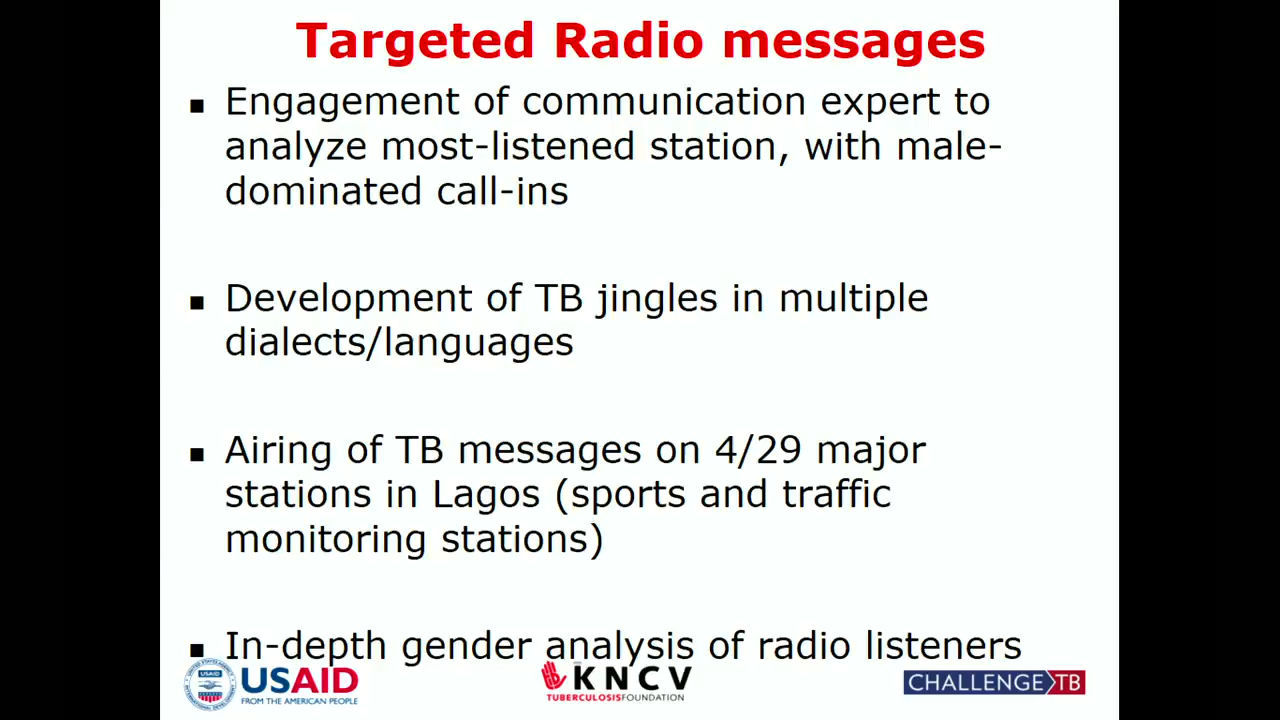 Targeted Radio messages
▪ Engagement of communication expert to
analyze most-listened station, with male-
dominated call-ins
▪ Development of TB jingles in multiple
dialects/languages
▪ Airing of TB messages on 4/29 major
stations in Lagos (sports and traffic
monitoring stations)
▪ In-depth gender analysis of radio listeners
USAID
FROM THE AMERICAN PEOPLE
KNCV
TUBERCULOSISFOUNDATION
CHALLENGE TB